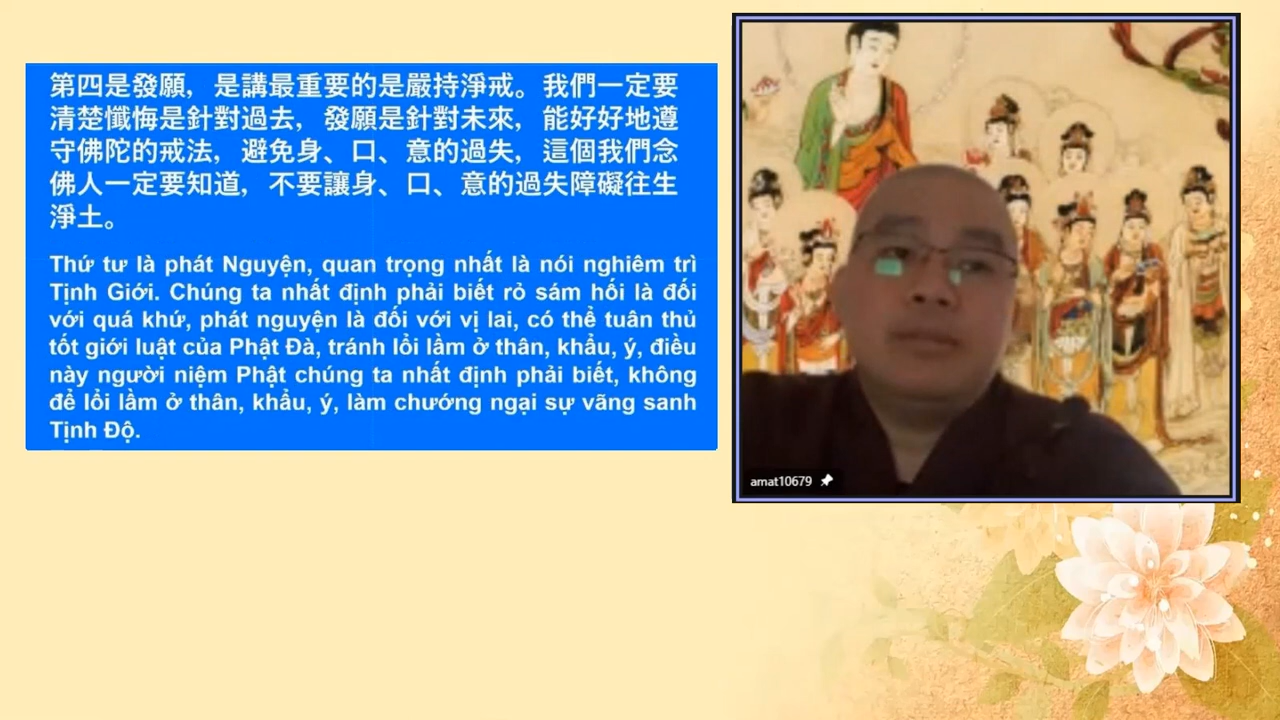 第四是發願，是講最重要的是嚴持淨戒。我們一定要
清楚懺悔是針對過去，發願是針對未來，能好好地遵
守佛陀的戒法，避免身、口、意的過失，這個我們念
佛人一定要知道，不要讓身、口、意的過失障礙往生
淨土。
Thứ tư là phát Nguyện, quan trọng nhất là nói nghiêm trì
Tịnh Giới. Chúng ta nhất định phải biết rỏ sám hối là đối
với quá khứ, phát nguyện là đối với vị lai, có thể tuân thủ
tốt giới luật của Phật Đà, tránh lổi lầm ở thân, khẩu, ý, điều
này người niệm Phật chúng ta nhất định phải biết, không
để lổi lầm ở thân, khẩu, ý, làm chướng ngại sự vãng sanh
Tịnh Độ.
amat10679